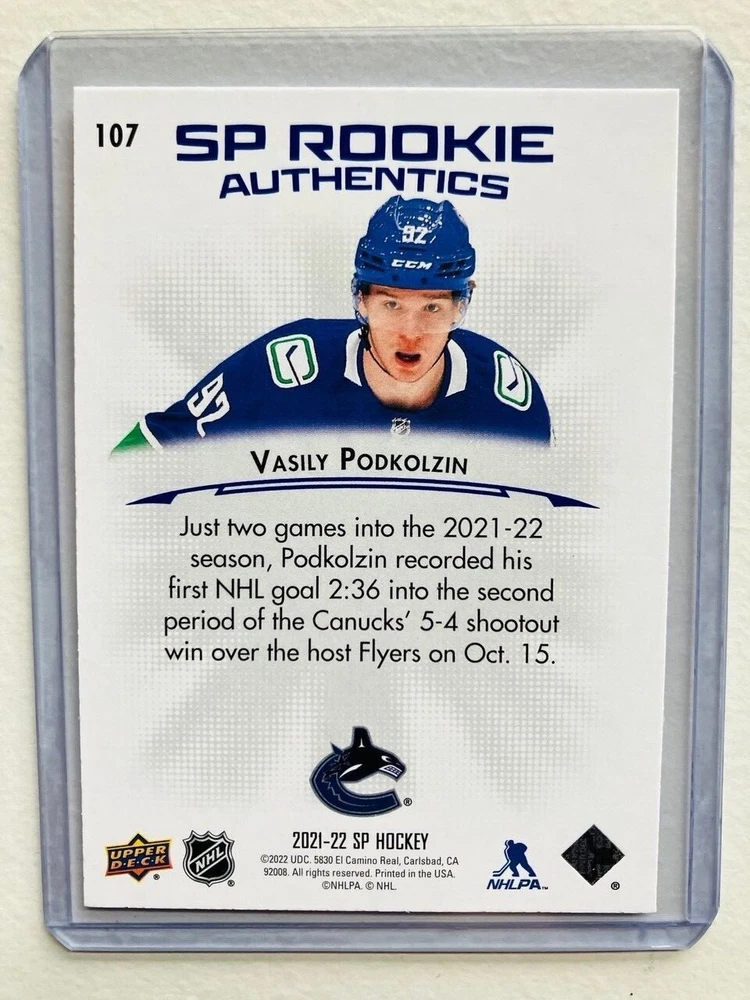 107
SP ROOKIE
AUTHENTICS
92
CCM
92
VASILY PODKOLZIN
Just two games into the 2021-22
season, Podkolzin recorded his
first NHL goal 2:36 into the second
period of the Canucks’ 5-4 shootout
win over the host Flyers on Oct. 15.
®
2021-22 SP HOCKEY
UPPER
DECK
®
NHL
®
©2022 UDC. 5830 El Camino Real, Carlsbad, CA
92008. All rights reserved. Printed in the USA.
©NHLPA. © NHL.
NHLPA™
®